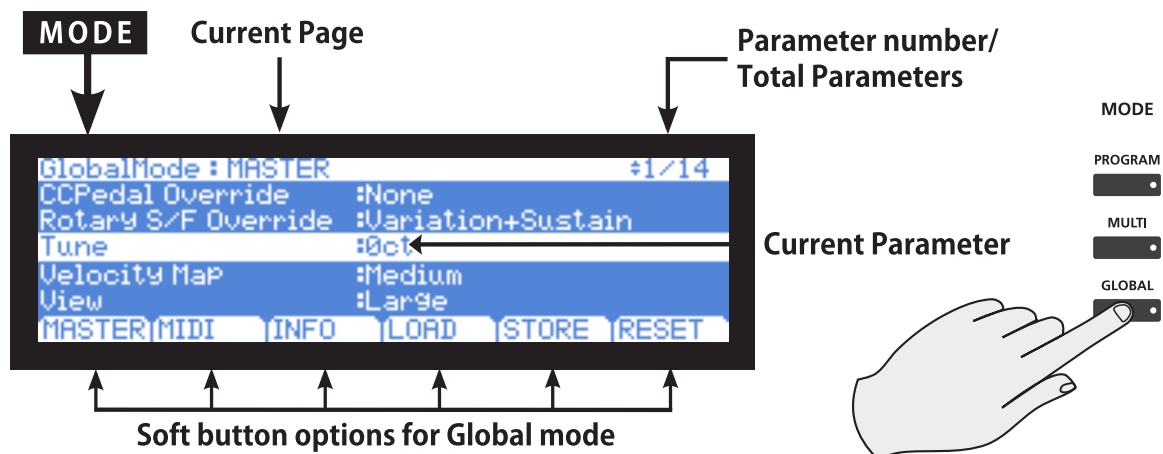 MODE
Current Page
Parameter number/
Total Parameters
MODE
PROGRAM
MULTI
GLOBAL
GlobalMode:MASTER 1/14
CCPedal Override :None
Rotary S/F Override :Variation+Sustain
Tune :0ct
Velocity Map :Medium
View :Large
MASTER MIDI INFO LOAD STORE RESET
Current Parameter
Soft button options for Global mode